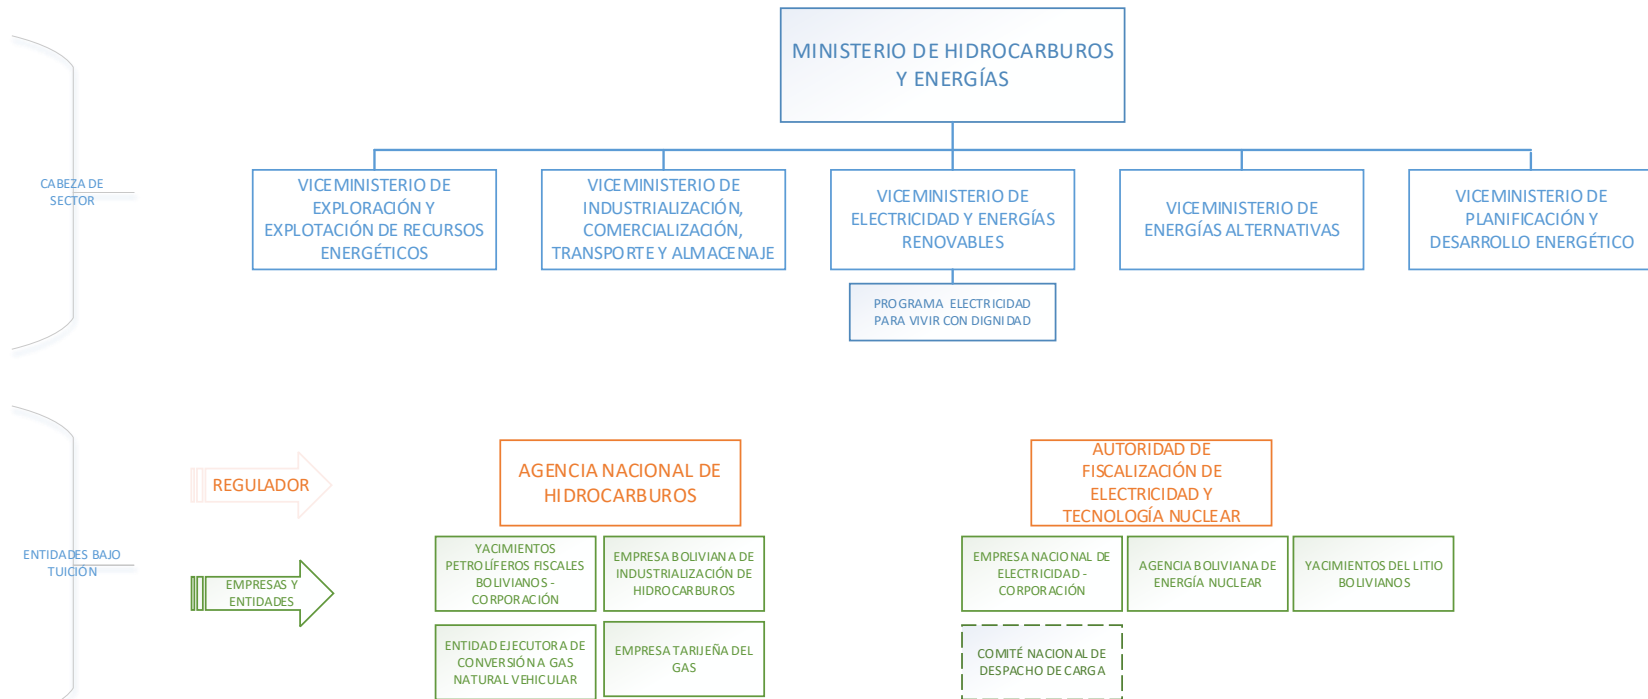 MINISTERIO DE HIDROCARBUROS
Y ENERGÍAS
CABEZA DE
SECTOR
VICEMINISTERIO DE
EXPLORACIÓN Y
EXPLOTACIÓN DE RECURSOS
ENERGÉTICOS
VICEMINISTERIO DE
INDUSTRIALIZACIÓN,
COMERCIALIZACIÓN,
TRANSPORTE Y ALMACENAJE
VICEMINISTERIO DE
ELECTRICIDAD Y ENERGÍAS
RENOVABLES
VICEMINISTERIO DE
ENERGÍAS ALTERNATIVAS
VICEMINISTERIO DE
PLANIFICACIÓN Y
DESARROLLO ENERGÉTICO
PROGRAMA ELECTRICIDAD
PARA VIVIR CON DIGNIDAD
ENTIDADES BAJO
TUICIÓN
REGULADOR
AGENCIA NACIONAL DE
HIDROCARBUROS
AUTORIDAD DE
FISCALIZACIÓN DE
ELECTRICIDAD Y
TECNOLOGÍA NUCLEAR
EMPRESAS Y
ENTIDADES
YACIMIENTOS
PETROLÍFEROS FISCALES
BOLIVIANOS -
CORPORACIÓN
EMPRESA BOLIVIANA DE
INDUSTRIALIZACIÓN DE
HIDROCARBUROS
EMPRESA NACIONAL DE
ELECTRICIDAD -
CORPORACIÓN
AGENCIA BOLIVIANA DE
ENERGÍA NUCLEAR
YACIMIENTOS DEL LITIO
BOLIVIANOS
ENTIDAD EJECUTORA DE
CONVERSIÓN A GAS
NATURAL VEHICULAR
EMPRESA TARIJEÑA DEL
GAS
COMITÉ NACIONAL DE
DESPACHO DE CARGA